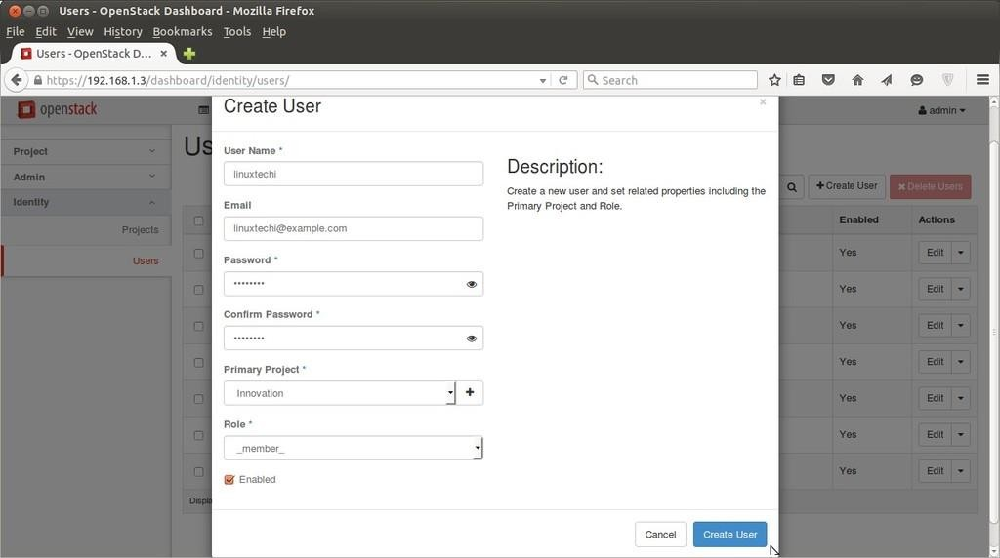 Users - OpenStack Dashboard - Mozilla Firefox
File Edit View History Bookmarks Tools Help
Users - OpenStack D...
https://192.168.1.3/dashboard/identity/users/
Search
openstack
admin
Project
Admin
Identity
Projects
Users
Us
Create User
Delete Users
Enabled Actions
Yes Edit
Yes Edit
Yes Edit
Yes Edit
Yes Edit
Yes Edit
Yes Edit
Displa
Create User
×
User Name *
linuxtechi
Email
linuxtechi@example.com
Password *
••••••••
Confirm Password *
••••••••
Primary Project *
Innovation
Role *
_member_
Enabled
Description:
Create a new user and set related properties including the
Primary Project and Role.
Cancel Create User